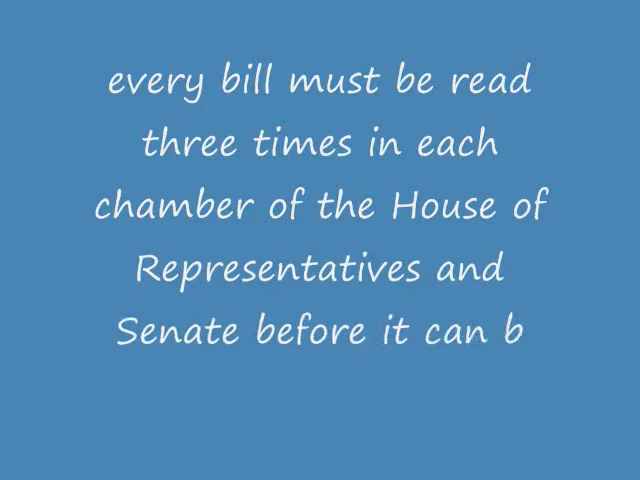 every bill must be read
three times in each
chamber of the House of
Representatives and
Senate before it can b